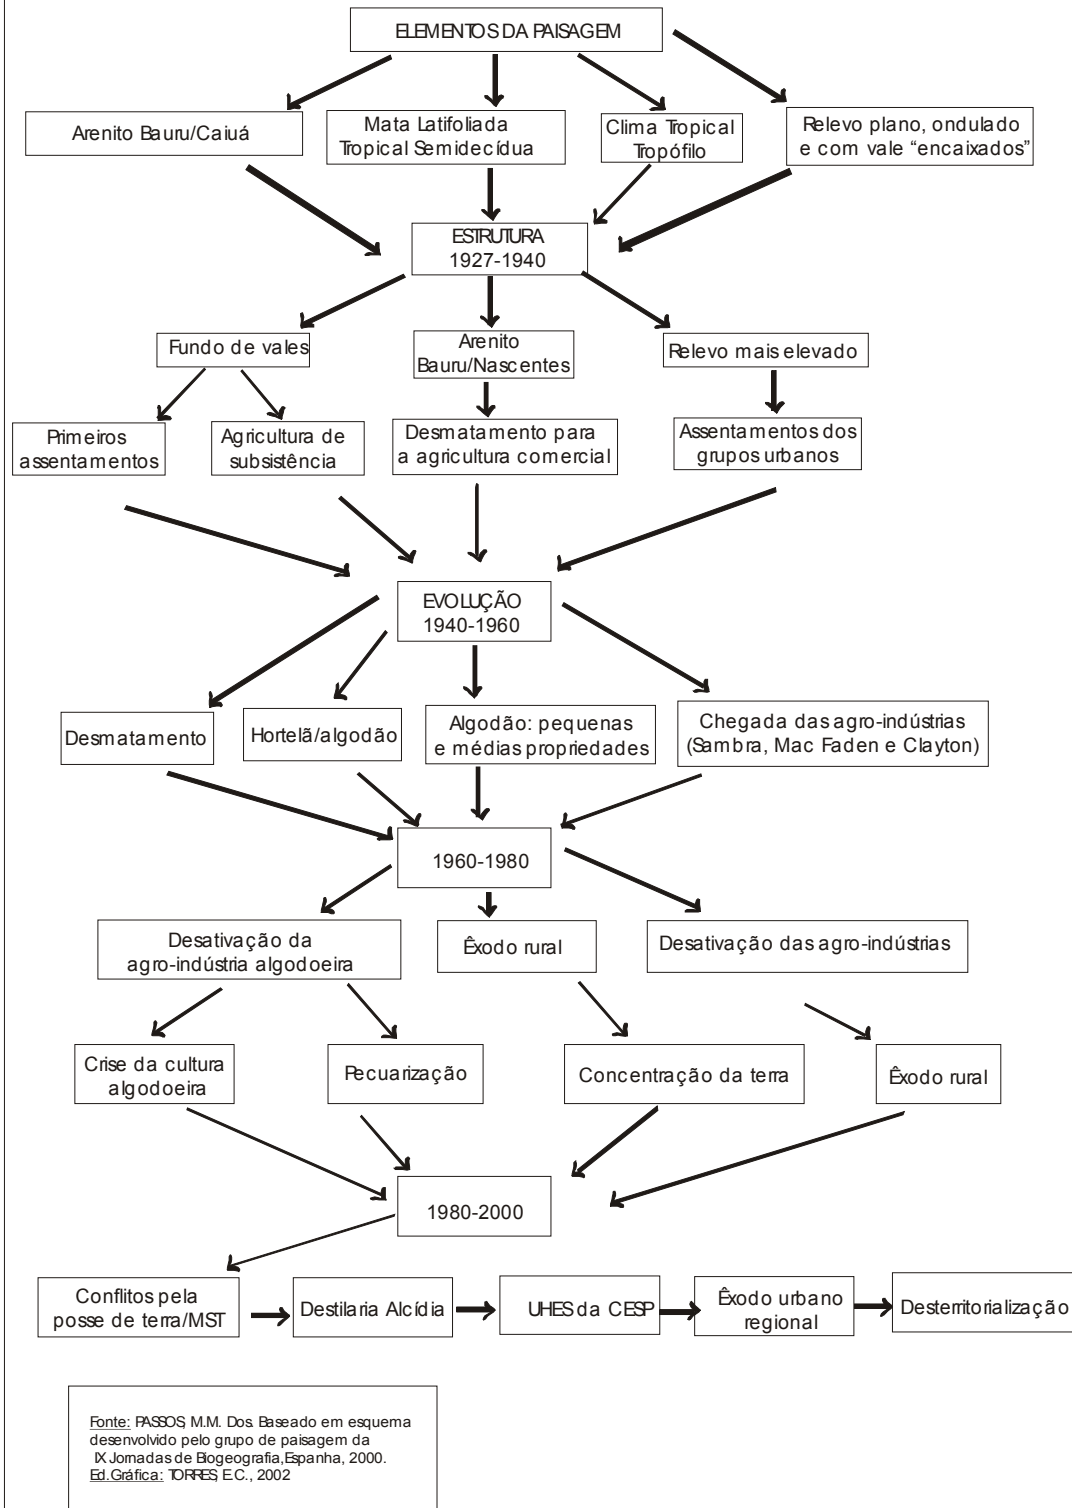 ELEMENTOS DA PAISAGEM
Arenito Bauru/Caiuá
Mata Latifoliada
Tropical Semidecídua
Clima Tropical
Tropófilo
Relevo plano, ondulado
e com vale “encaixados”
ESTRUTURA
1927-1940
Fundo de vales
Arenito
Bauru/Nascentes
Relevo mais elevado
Primeiros
assentamentos
Agricultura de
subsistência
Desmatamento para
a agricultura comercial
Assentamentos dos
grupos urbanos
EVOLUÇÃO
1940-1960
Desmatamento
Hortelã/algodão
Algodão: pequenas
e médias propriedades
Chegada das agro-indústrias
(Sambra, Mac Faden e Clayton)
1960-1980
Desativação da
agro-indústria algodoeira
Êxodo rural
Desativação das agro-indústrias
Crise da cultura
algodoeira
Pecuarização
Concentração da terra
Êxodo rural
1980-2000
Conflitos pela
posse de terra/MST
Destilaria Alcídia
UHES da CESP
Êxodo urbano
regional
Desterritorialização
Fonte: PASSOS, M.M. Dos. Baseado em esquema
desenvolvido pelo grupo de paisagem da
IX Jornadas de Biogeografia,Espanha, 2000.
Ed.Gráfica: TORRES, E.C., 2002